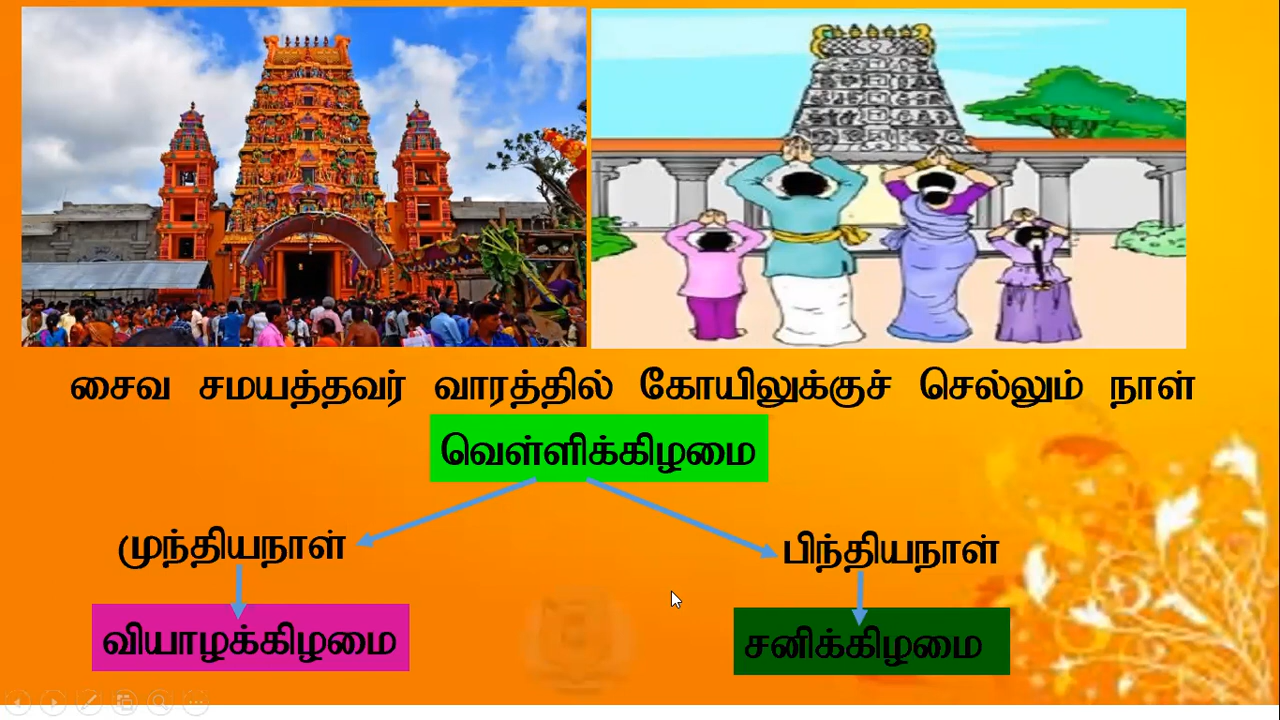 சைவ சமயத்தவர் வாரத்தில் கோயிலுக்குச் செல்லும் நாள்
வெள்ளிக்கிழமை
முந்தியநாள்
பிந்தியநாள்
வியாழக்கிழமை
சனிக்கிழமை